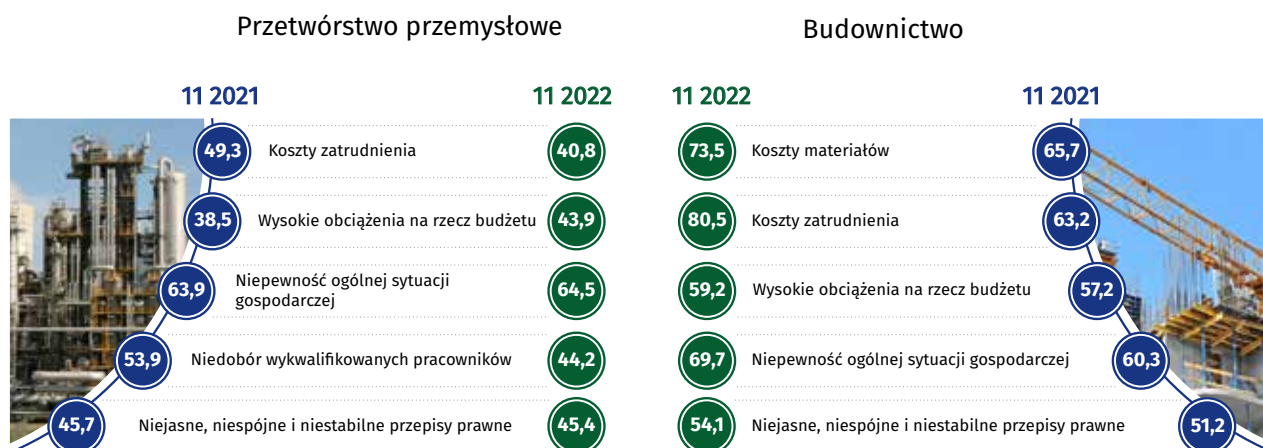 Przetwórstwo przemysłowe
11 2021
11 2022
49,3 Koszty zatrudnienia 40,8
38,5 Wysokie obciążenia na rzecz budżetu 43,9
63,9 Niepewność ogólnej sytuacji
gospodarczej 64,5
53,9 Niedobór wykwalifikowanych pracowników 44,2
45,7 Niejasne, niespójne i niestabilne przepisy prawne 45,4
Budownictwo
11 2022
11 2021
73,5 Koszty materiałów 65,7
80,5 Koszty zatrudnienia 63,2
59,2 Wysokie obciążenia na rzecz budżetu 57,2
69,7 Niepewność ogólnej sytuacji gospodarczej 60,3
54,1 Niejasne, niespójne i niestabilne przepisy prawne 51,2